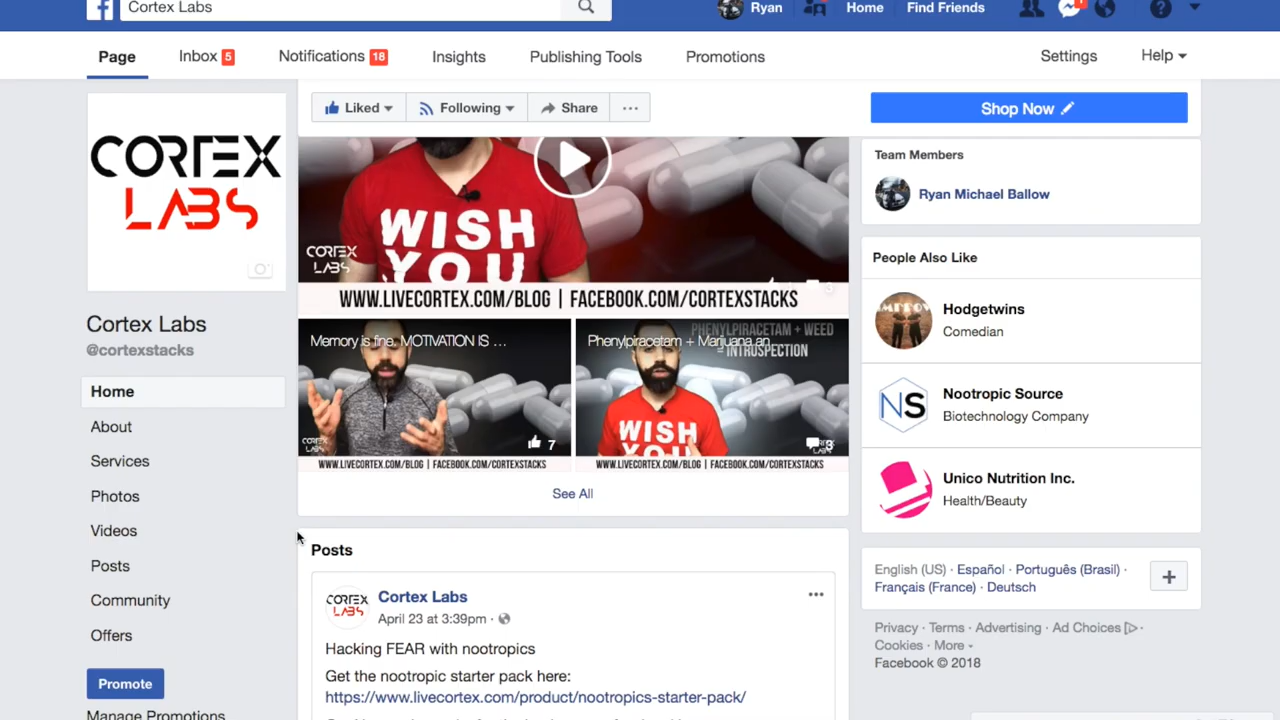 Cortex Labs
Ryan
Home
Find Friends
Page
Inbox 5
Notifications 18
Insights
Publishing Tools
Promotions
Settings
Help
CORTEX
LABS
Liked
Following
Share
Shop Now
WISH
YOU
CORTEX
LABS
WWW.LIVECORTEX.COM/BLOG | FACEBOOK.COM/CORTEXSTACKS
Memory is fine, MOTIVATION IS …
7
WWW.LIVECORTEX.COM/BLOG | FACEBOOK.COM/CORTEXSTACKS
PHENYLPIRACETAM + WEED
= INTROSPECTION
Phenylpiracetam + Marijuana an…
WISH
3
WWW.LIVECORTEX.COM/BLOG | FACEBOOK.COM/CORTEXSTACKS
See All
Cortex Labs
@cortexstacks
Home
About
Services
Photos
Videos
Posts
Community
Offers
Promote
Manage Promotions
Posts
CORTEX
LABS
Cortex Labs
April 23 at 3:39pm ·
Hacking FEAR with nootropics
Get the nootropic starter pack here:
https://www.livecortex.com/product/nootropics-starter-pack/
Team Members
Ryan Michael Ballow
People Also Like
Hodgetwins
Comedian
NS
Nootropic Source
Biotechnology Company
Unico Nutrition Inc.
Health/Beauty
English (US) · Español · Português (Brasil) ·
Français (France) · Deutsch
Privacy · Terms · Advertising · Ad Choices ·
Cookies · More
Facebook © 2018